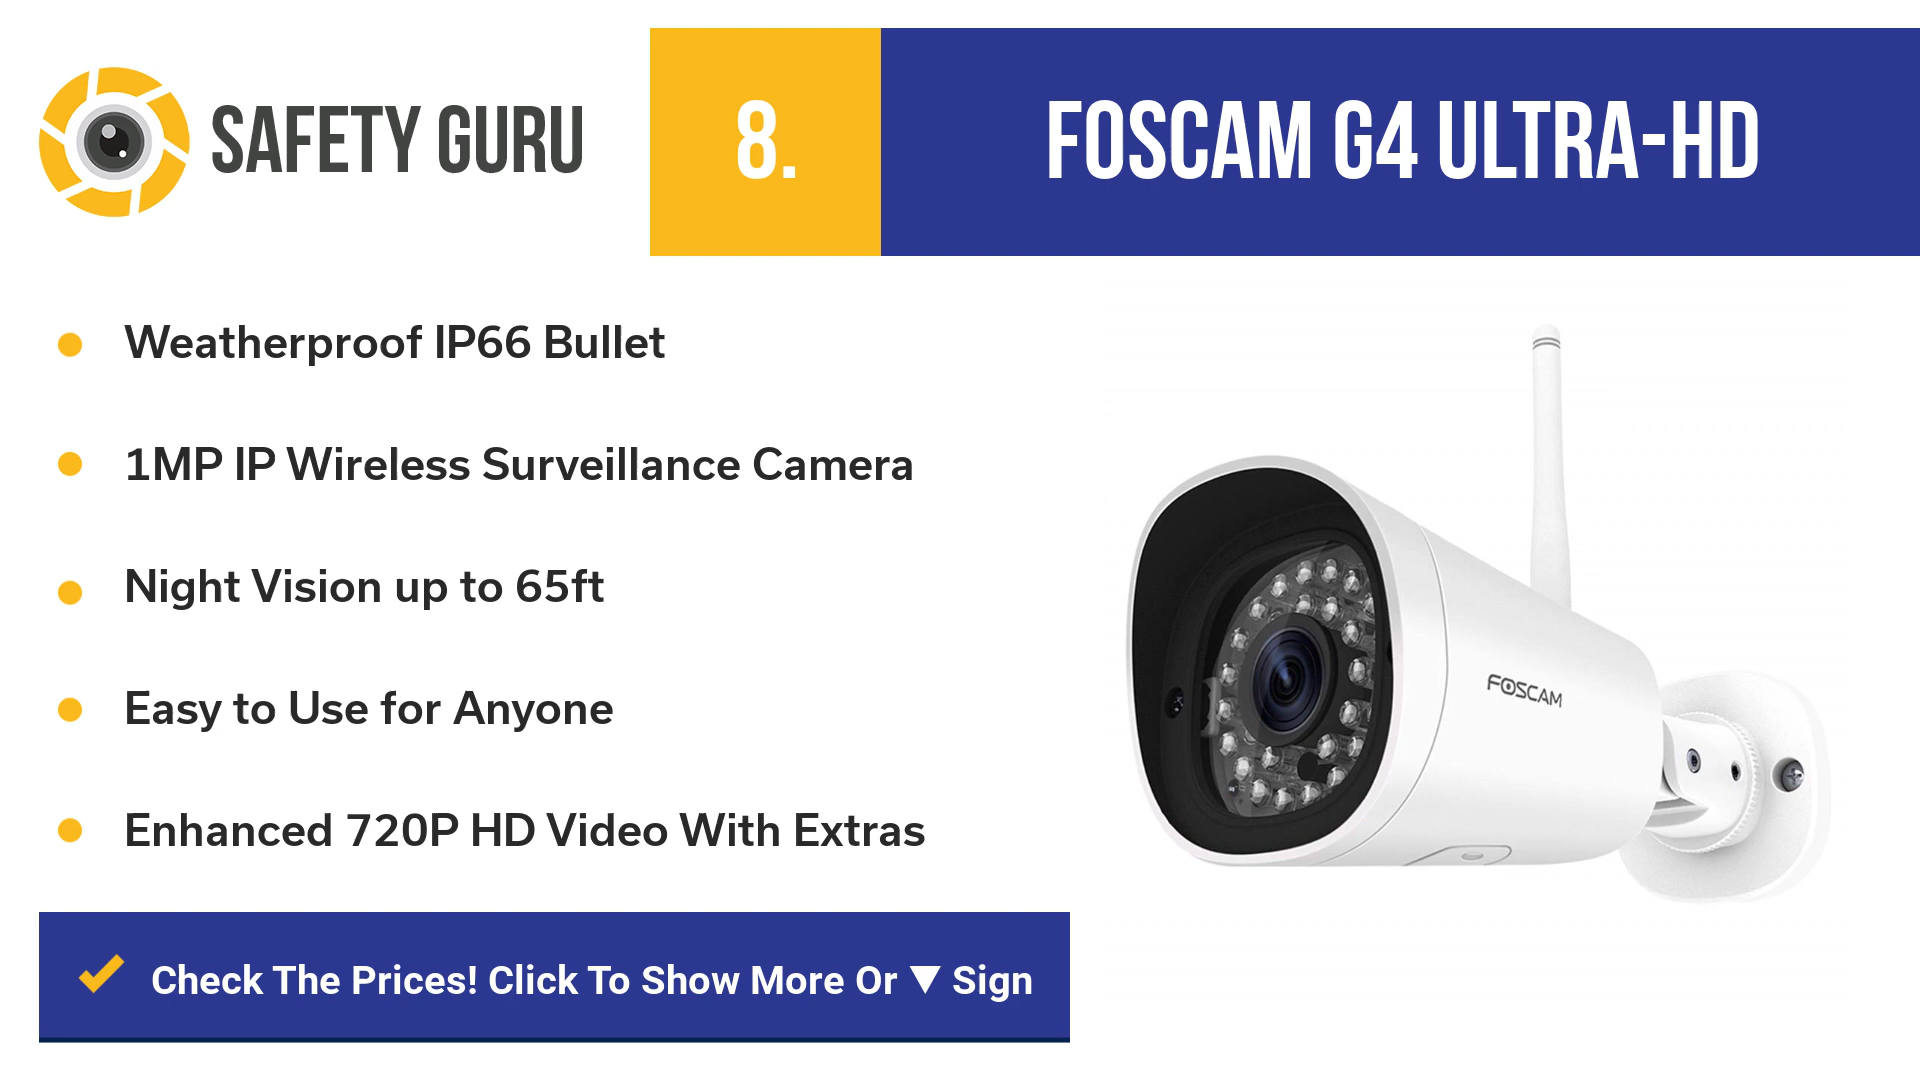 SAFETY GURU
8.
FOSCAM G4 ULTRA-HD
Weatherproof IP66 Bullet
1MP IP Wireless Surveillance Camera
Night Vision up to 65ft
Easy to Use for Anyone
Enhanced 720P HD Video With Extras
FOSCAM
Check The Prices! Click To Show More Or ▼ Sign